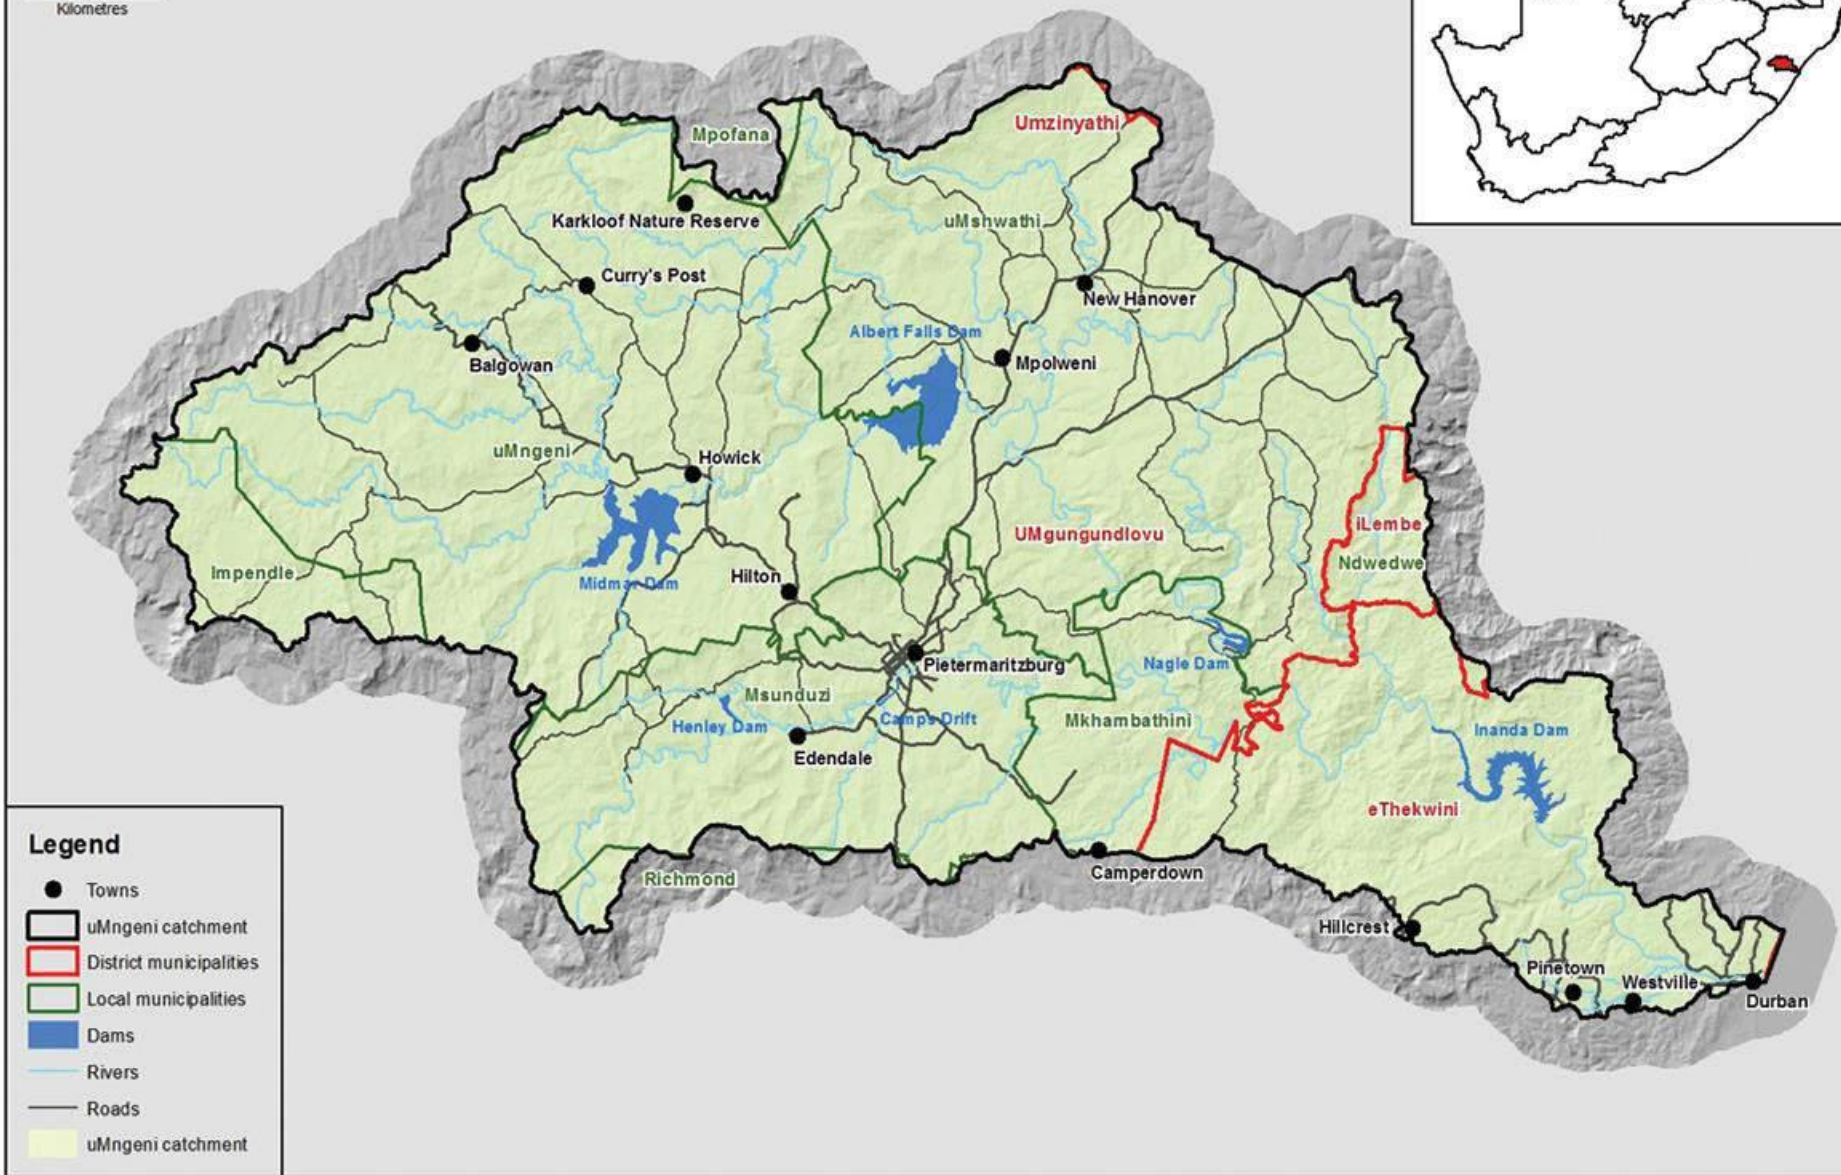 Kilometres
Umzinyathi
Mpofana
Karkloof Nature Reserve
uMshwathi
Curry's Post
New Hanover
Albert Falls Dam
Balgowan
Mpolweni
uMngeni
Howick
iLembe
UMgungundlovu
Ndwedwe
Impendle
Midmar Dam
Hilton
Pietermaritzburg
Nagle Dam
Msunduzi
Henley Dam
Camps Drift
Mkhambathini
Inanda Dam
Edendale
eThekwini
Richmond
Camperdown
Hillcrest
Pinetown
Westville
Durban
Legend
Towns
uMngeni catchment
District municipalities
Local municipalities
Dams
Rivers
Roads
uMngeni catchment